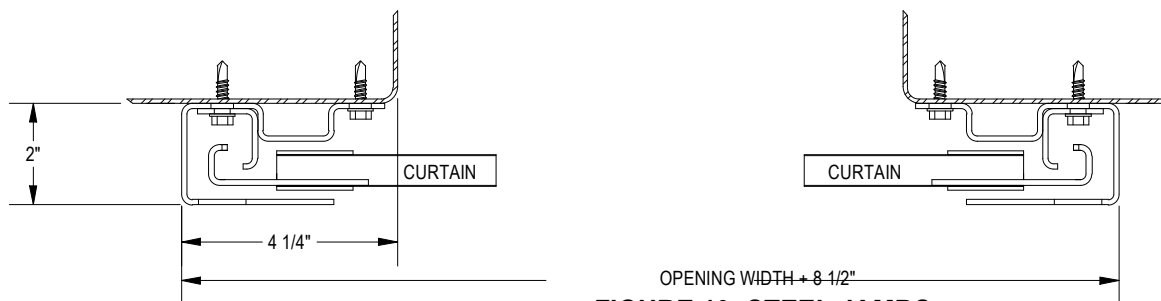 2"
CURTAIN
CURTAIN
4 1/4"
OPENING WIDTH + 8 1/2"